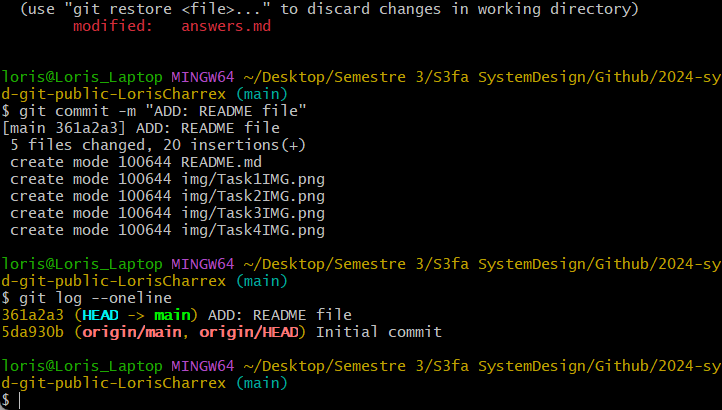 (use "git restore <file>..." to discard changes in working directory)
modified:   answers.md
loris@Loris_Laptop MINGW64 ~/Desktop/Semestre 3/S3fa SystemDesign/Github/2024-sy
d-git-public-LorisCharrex (main)
$ git commit -m "ADD: README file"
[main 361a2a3] ADD: README file
5 files changed, 20 insertions(+)
create mode 100644 README.md
create mode 100644 img/Task1IMG.png
create mode 100644 img/Task2IMG.png
create mode 100644 img/Task3IMG.png
create mode 100644 img/Task4IMG.png
loris@Loris_Laptop MINGW64 ~/Desktop/Semestre 3/S3fa SystemDesign/Github/2024-sy
d-git-public-LorisCharrex (main)
$ git log --oneline
361a2a3 (HEAD -> main) ADD: README file
5da930b (origin/main, origin/HEAD) Initial commit
loris@Loris_Laptop MINGW64 ~/Desktop/Semestre 3/S3fa SystemDesign/Github/2024-sy
d-git-public-LorisCharrex (main)
$